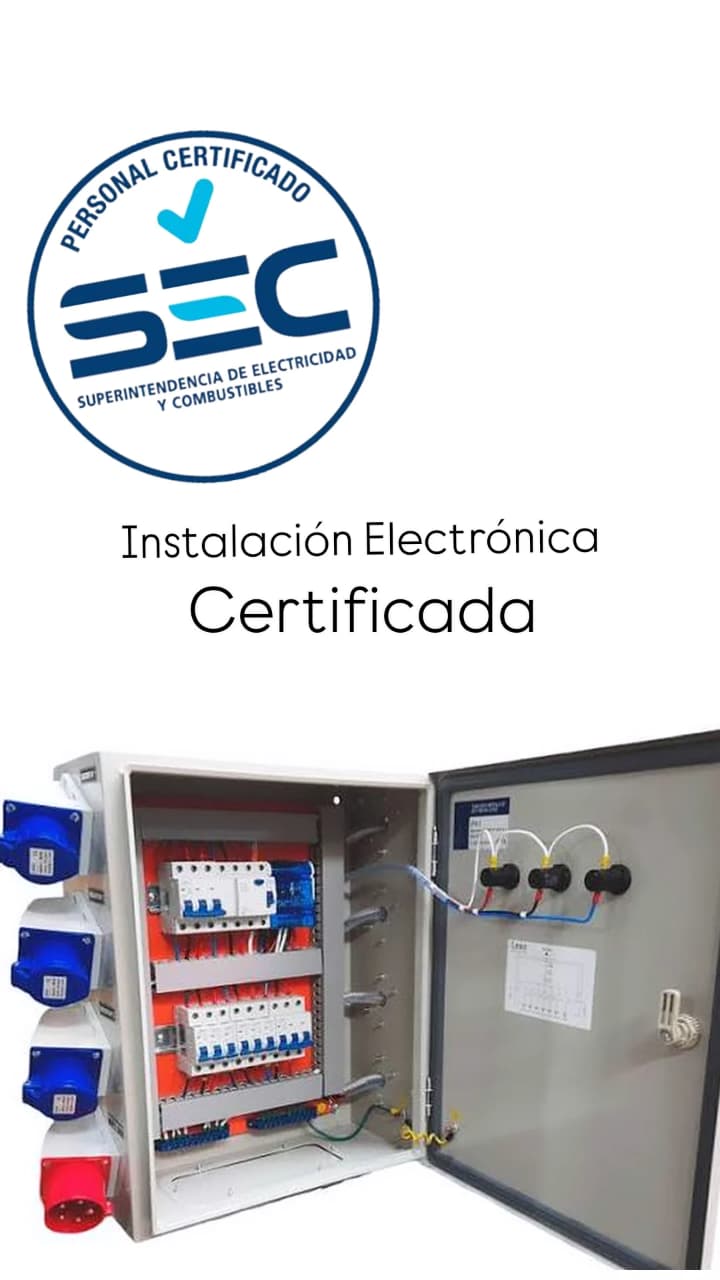 PERSONAL CERTIFICADO
SEC
SUPERINTENDENCIA DE ELECTRICIDAD
Y COMBUSTIBLES
Instalación Electrónica
Certificada